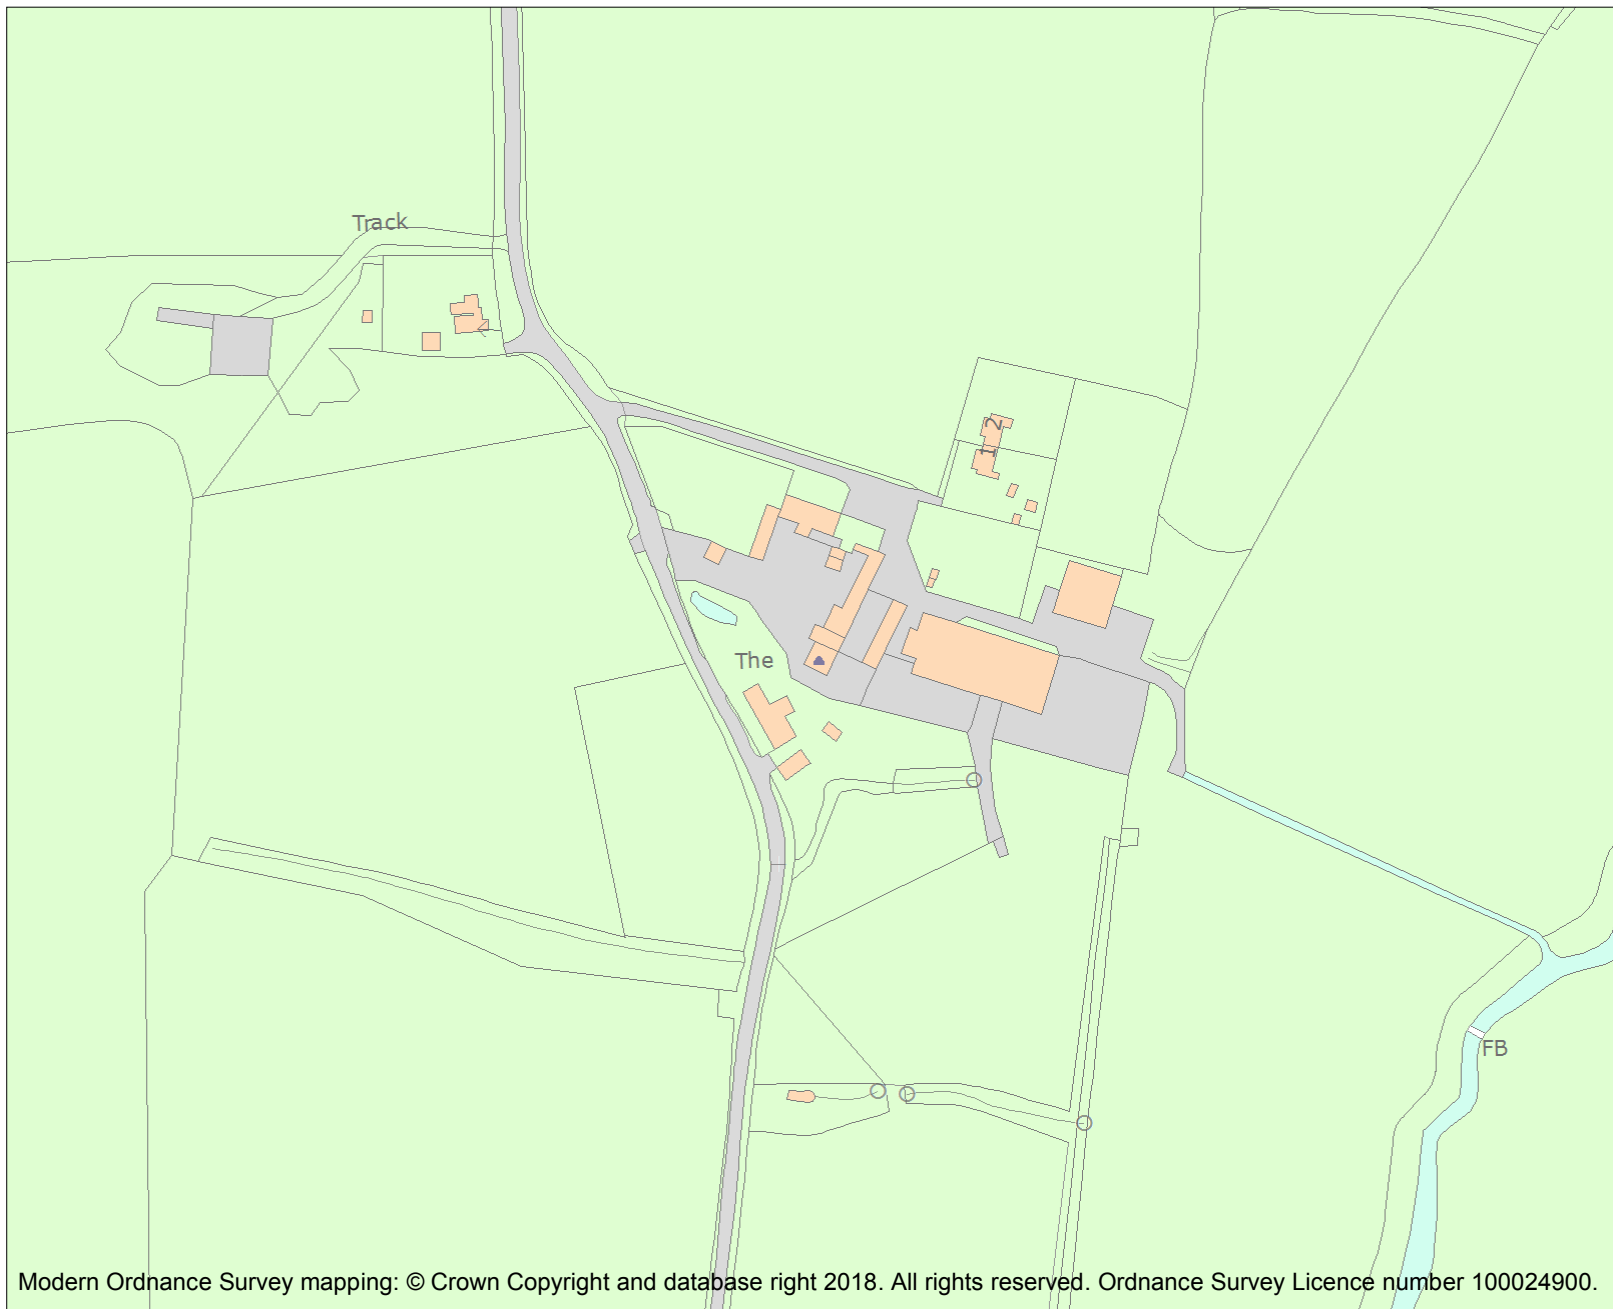 Track
2
1
The
FB
Modern Ordnance Survey mapping: © Crown Copyright and database right 2018. All rights reserved. Ordnance Survey Licence number 100024900.